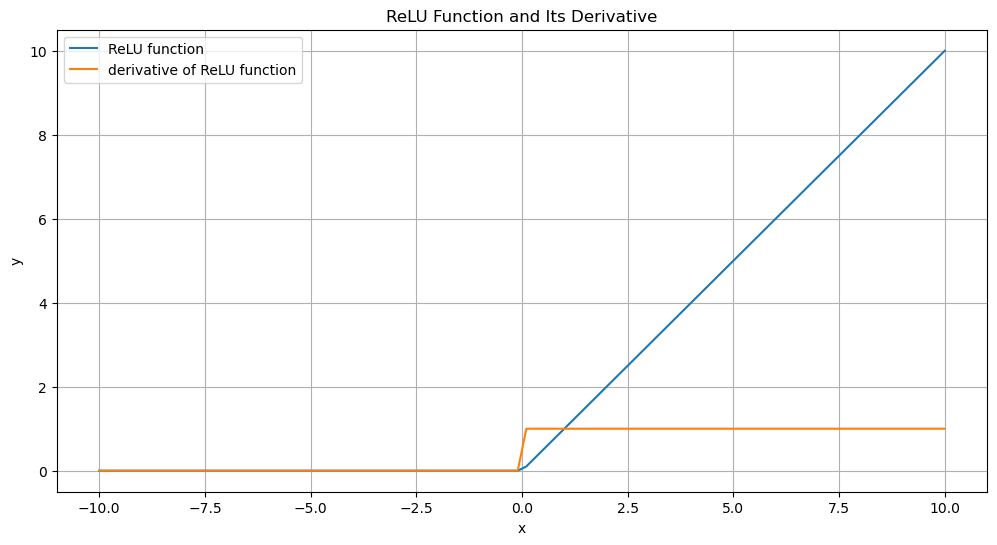 ReLU Function and Its Derivative
ReLU function
derivative of ReLU function
10
8
6
4
2
0
y
−10.0 −7.5 −5.0 −2.5 0.0 2.5 5.0 7.5 10.0
x